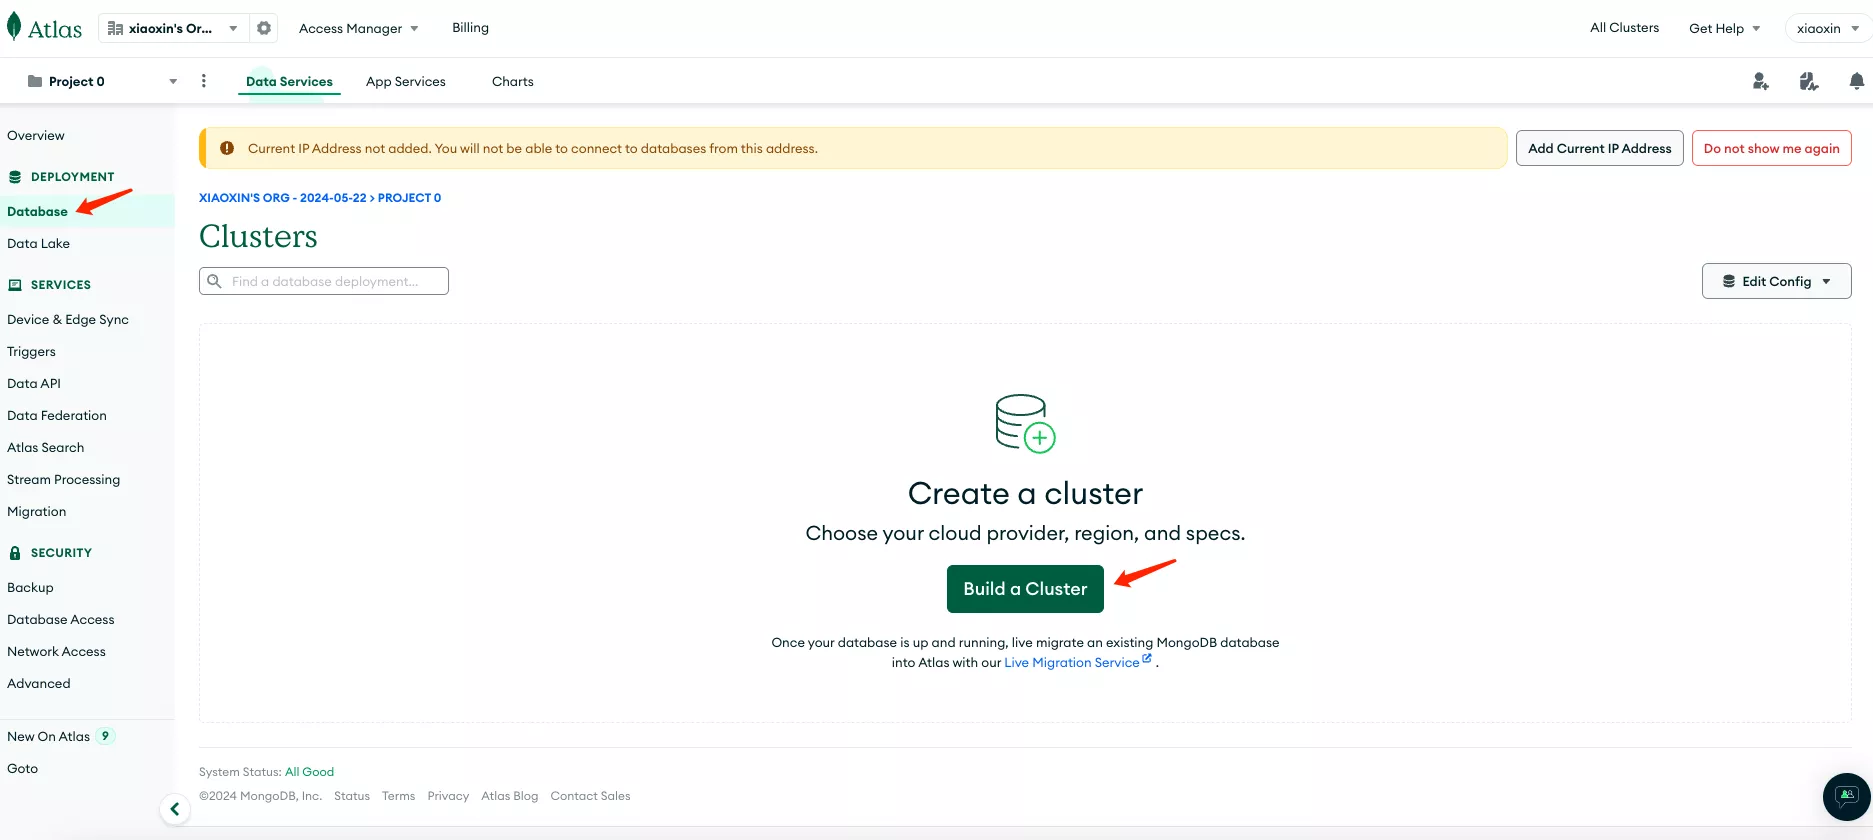 Atlas
xiaoxin's Or...
Access Manager
Billing
All Clusters
Get Help
xiaoxin
Project 0
Data Services
App Services
Charts
Overview
DEPLOYMENT
Database
Data Lake
SERVICES
Device & Edge Sync
Triggers
Data API
Data Federation
Atlas Search
Stream Processing
Migration
SECURITY
Backup
Database Access
Network Access
Advanced
New On Atlas 9
Goto
Current IP Address not added. You will not be able to connect to databases from this address.
Add Current IP Address
Do not show me again
XIAOXIN'S ORG - 2024-05-22 > PROJECT 0
Clusters
Find a database deployment...
Edit Config
Create a cluster
Choose your cloud provider, region, and specs.
Build a Cluster
Once your database is up and running, live migrate an existing MongoDB database
into Atlas with our Live Migration Service .
System Status: All Good
©2024 MongoDB, Inc. Status Terms Privacy Atlas Blog Contact Sales